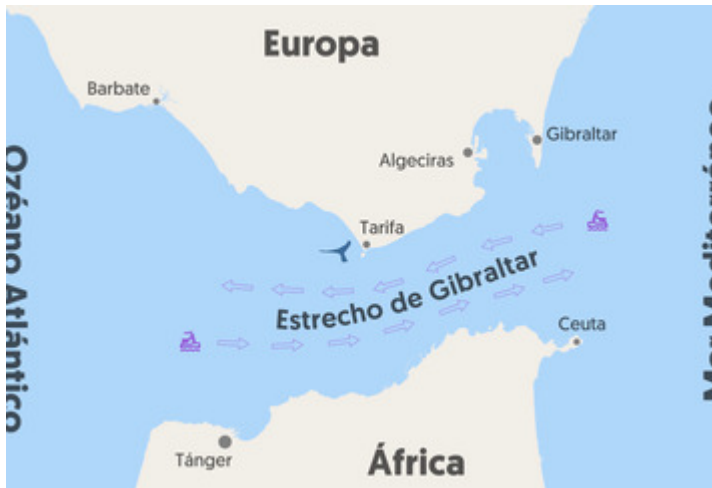 Europa
Barbate
Gibraltar
Algeciras
Tarifa
Estrecho de Gibraltar
Ozéano Atlántico
Ceuta
Tánger
África